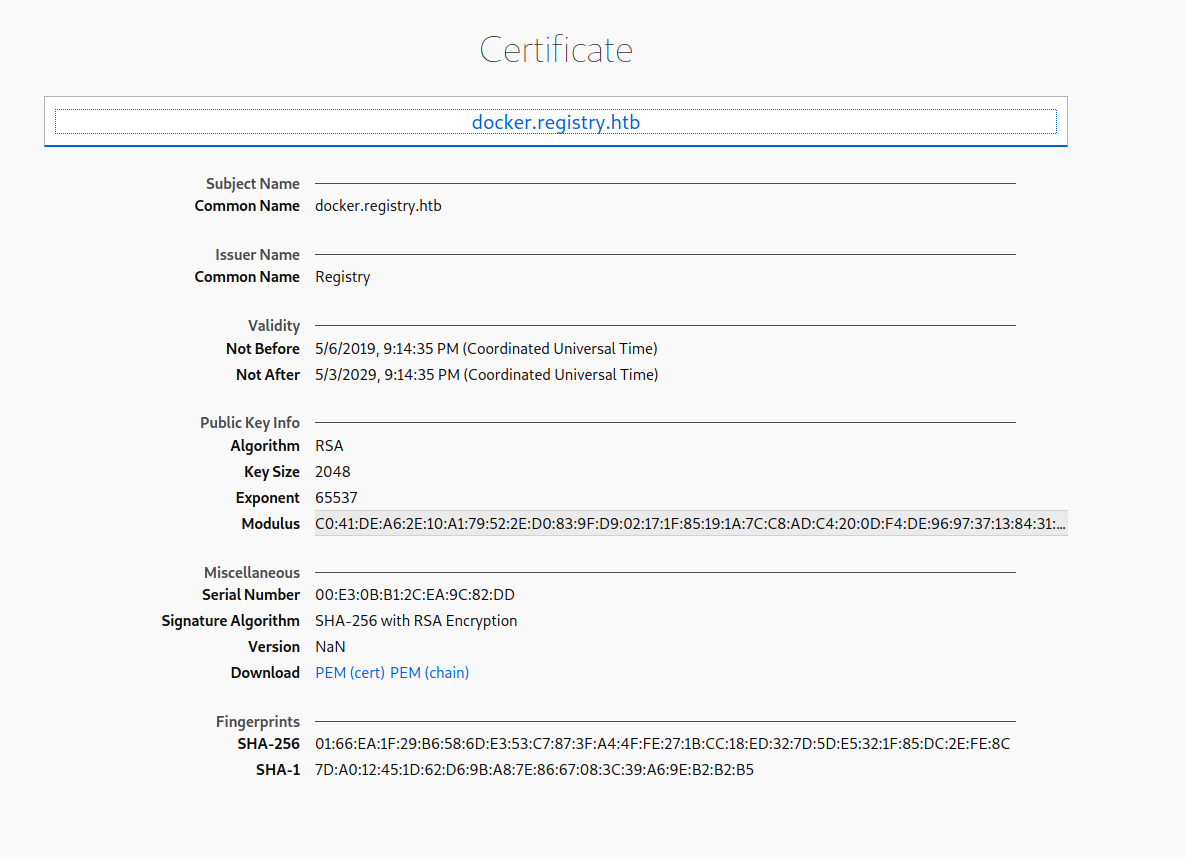 Certificate
docker.registry.htb
Subject Name
Common Name docker.registry.htb
Issuer Name
Common Name Registry
Validity
Not Before 5/6/2019, 9:14:35 PM (Coordinated Universal Time)
Not After 5/3/2029, 9:14:35 PM (Coordinated Universal Time)
Public Key Info
Algorithm RSA
Key Size 2048
Exponent 65537
Modulus C0:41:DE:A6:2E:10:A1:79:52:2E:D0:83:9F:D9:02:17:1F:85:19:1A:7C:C8:AD:C4:20:0D:F4:DE:96:97:37:13:84:31:...
Miscellaneous
Serial Number 00:E3:0B:B1:2C:EA:9C:82:DD
Signature Algorithm SHA-256 with RSA Encryption
Version NaN
Download PEM (cert) PEM (chain)
Fingerprints
SHA-256 01:66:EA:1F:29:B6:58:6D:E3:53:C7:87:3F:A4:4F:FE:27:1B:CC:18:ED:32:7D:5D:E5:32:1F:85:DC:2E:FE:8C
SHA-1 7D:A0:12:45:1D:62:D6:9B:A8:7E:86:67:08:3C:39:A6:9E:B2:B2:B5